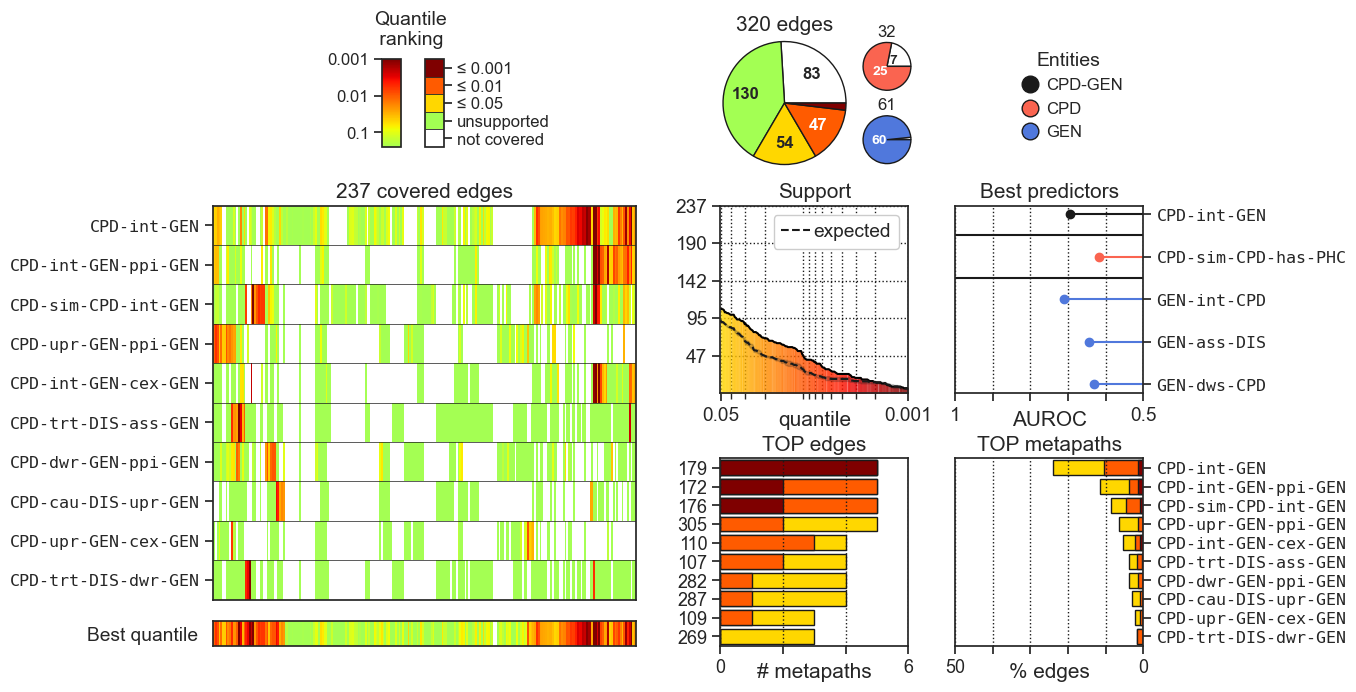 Quantile
ranking
0.001
0.01
0.1
≤ 0.001
≤ 0.01
≤ 0.05
unsupported
not covered
320 edges
83
130
47
54
32
7
25
61
60
Entities
CPD-GEN
CPD
GEN
237 covered edges
CPD-int-GEN
CPD-int-GEN-ppi-GEN
CPD-sim-CPD-int-GEN
CPD-upr-GEN-ppi-GEN
CPD-int-GEN-cex-GEN
CPD-trt-DIS-ass-GEN
CPD-dwr-GEN-ppi-GEN
CPD-cau-DIS-upr-GEN
CPD-upr-GEN-cex-GEN
CPD-trt-DIS-dwr-GEN
Best quantile
Support
237
190
142
95
47
expected
0.05
0.001
quantile
Best predictors
CPD-int-GEN
CPD-sim-CPD-has-PHC
GEN-int-CPD
GEN-ass-DIS
GEN-dws-CPD
1
0.5
AUROC
TOP edges
179
172
176
305
110
107
282
287
109
269
0
6
# metapaths
TOP metapaths
CPD-int-GEN
CPD-int-GEN-ppi-GEN
CPD-sim-CPD-int-GEN
CPD-upr-GEN-ppi-GEN
CPD-int-GEN-cex-GEN
CPD-trt-DIS-ass-GEN
CPD-dwr-GEN-ppi-GEN
CPD-cau-DIS-upr-GEN
CPD-upr-GEN-cex-GEN
CPD-trt-DIS-dwr-GEN
50
0
% edges